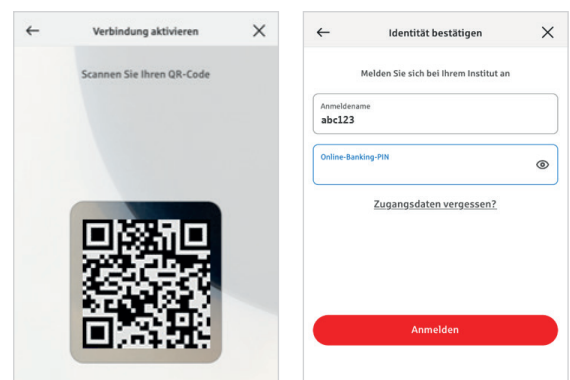 Verbindung aktivieren
Scannen Sie Ihren QR-Code
Identität bestätigen
Melden Sie sich bei Ihrem Institut an
Anmeldename
abc123
Online-Banking-PIN
Zugangsdaten vergessen?
Anmelden